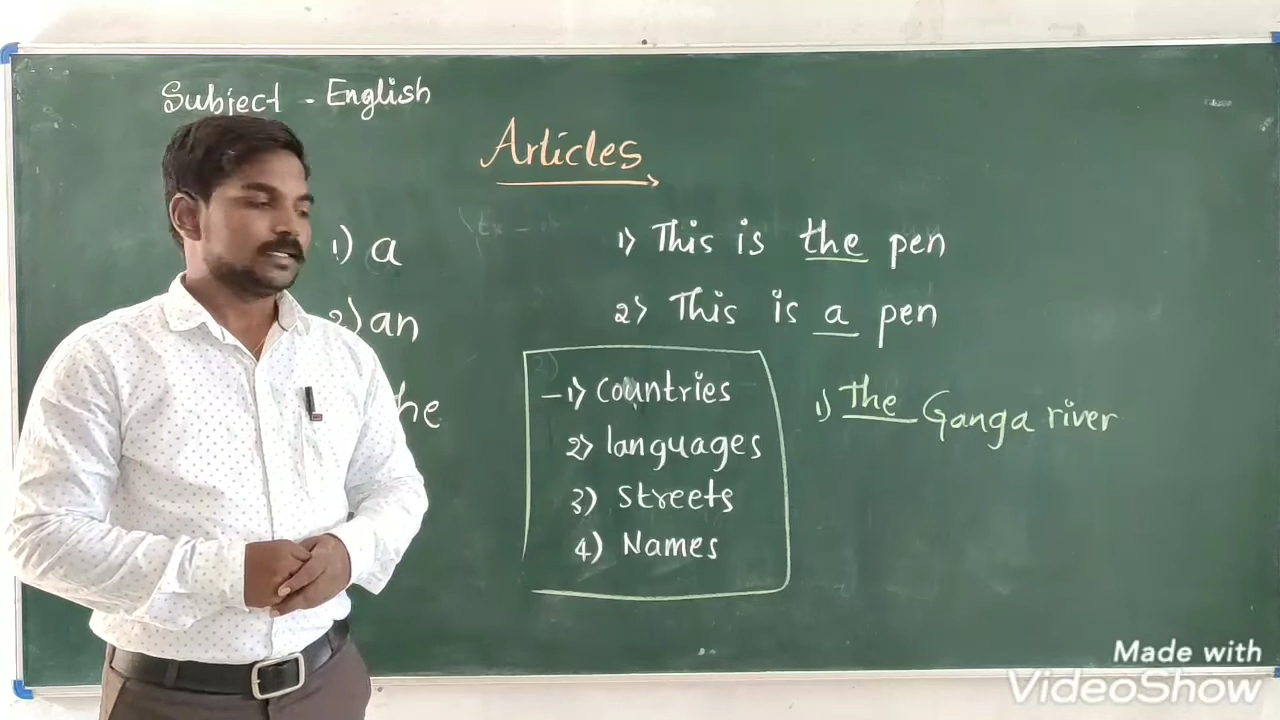 Subject - English
Articles
1) a
2) an
he
1) This is the pen
2) This is a pen
- 1) Countries
2) languages
3) Streets
4) Names
1) The Ganga river
Made with
VideoShow